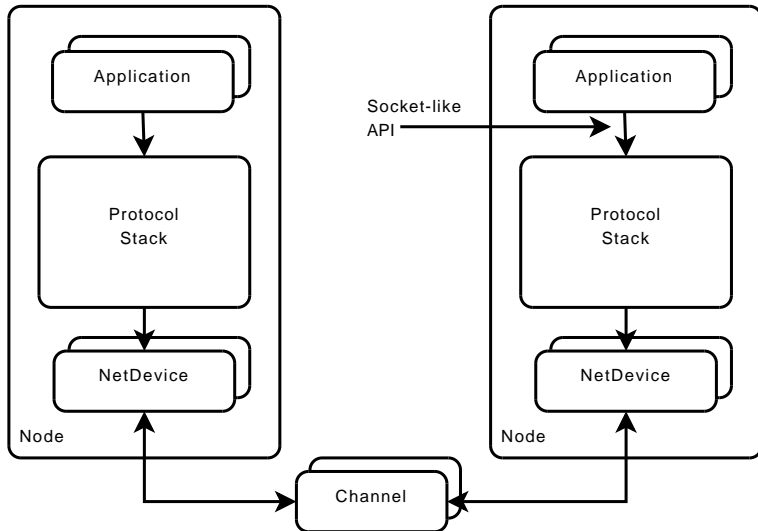 Application
Protocol
Stack
NetDevice
Node
Socket-like
API
Application
Protocol
Stack
NetDevice
Node
Channel